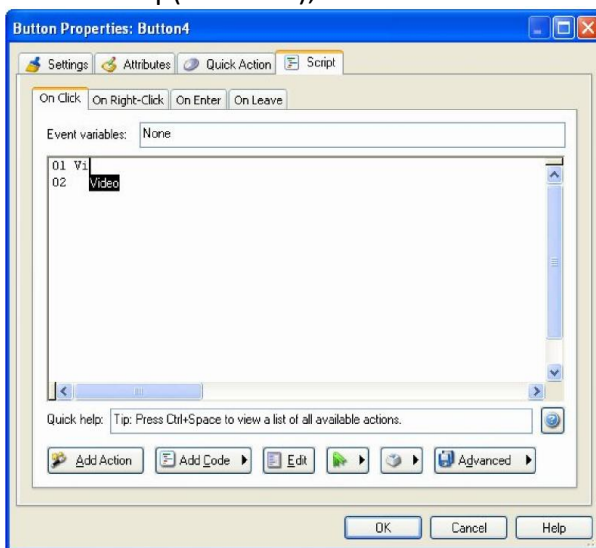 Button Properties: Button4
Settings Attributes Quick Action Script
On Click On Right-Click On Enter On Leave
Event variables: None
01 Vi
02 Video
Quick help: Tip: Press Ctrl+Space to view a list of all available actions.
Add Action Add Code Edit Advanced
OK Cancel Help